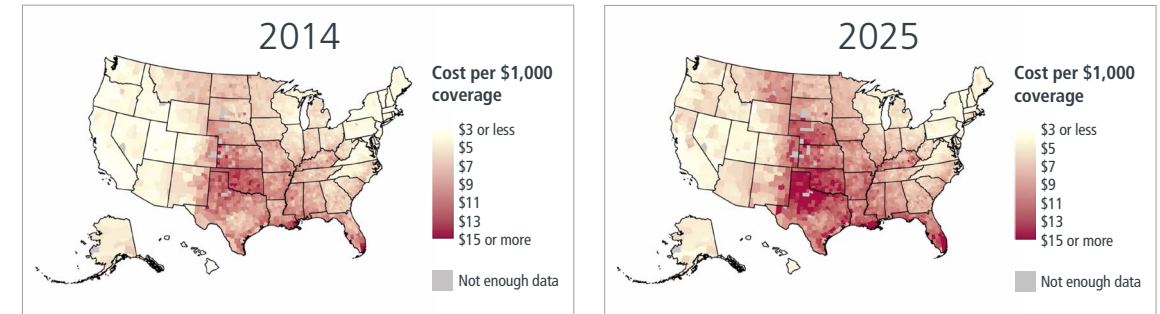 2014
Cost per $1,000
coverage
$3 or less
$5
$7
$9
$11
$13
$15 or more
Not enough data
2025
Cost per $1,000
coverage
$3 or less
$5
$7
$9
$11
$13
$15 or more
Not enough data